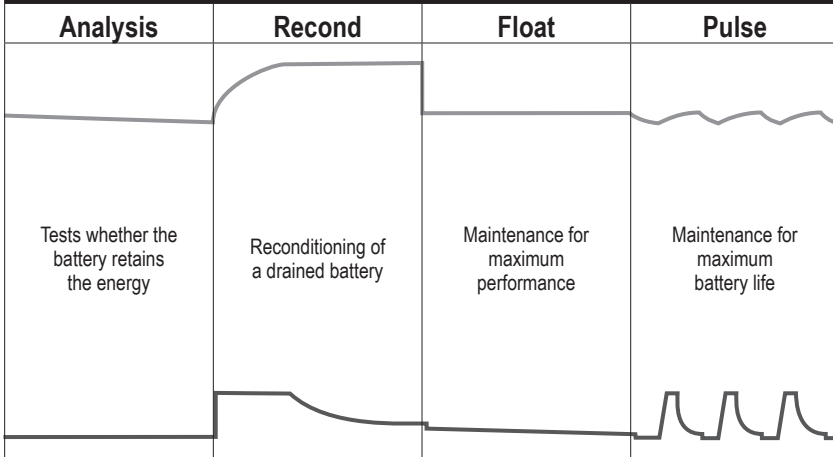 Analysis
Recond
Float
Pulse
Tests whether the
battery retains
the energy
Reconditioning of
a drained battery
Maintenance for
maximum
performance
Maintenance for
maximum
battery life